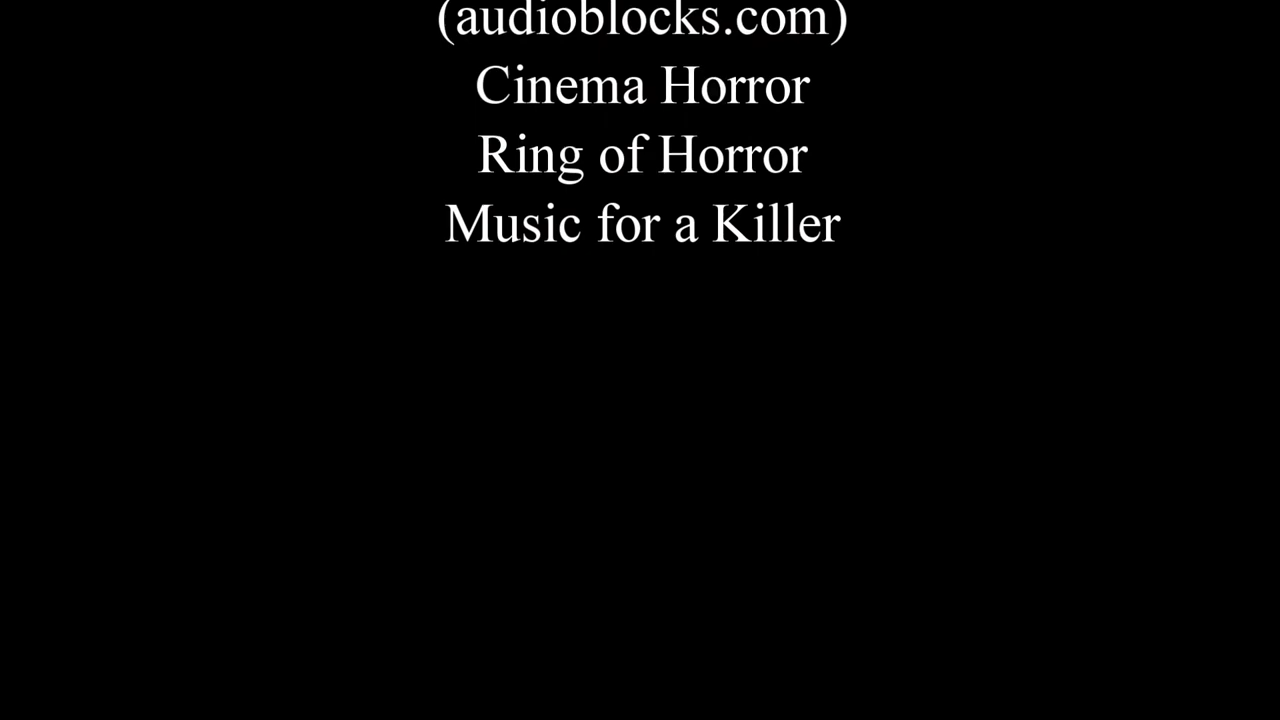 (audioblocks.com)
Cinema Horror
Ring of Horror
Music for a Killer